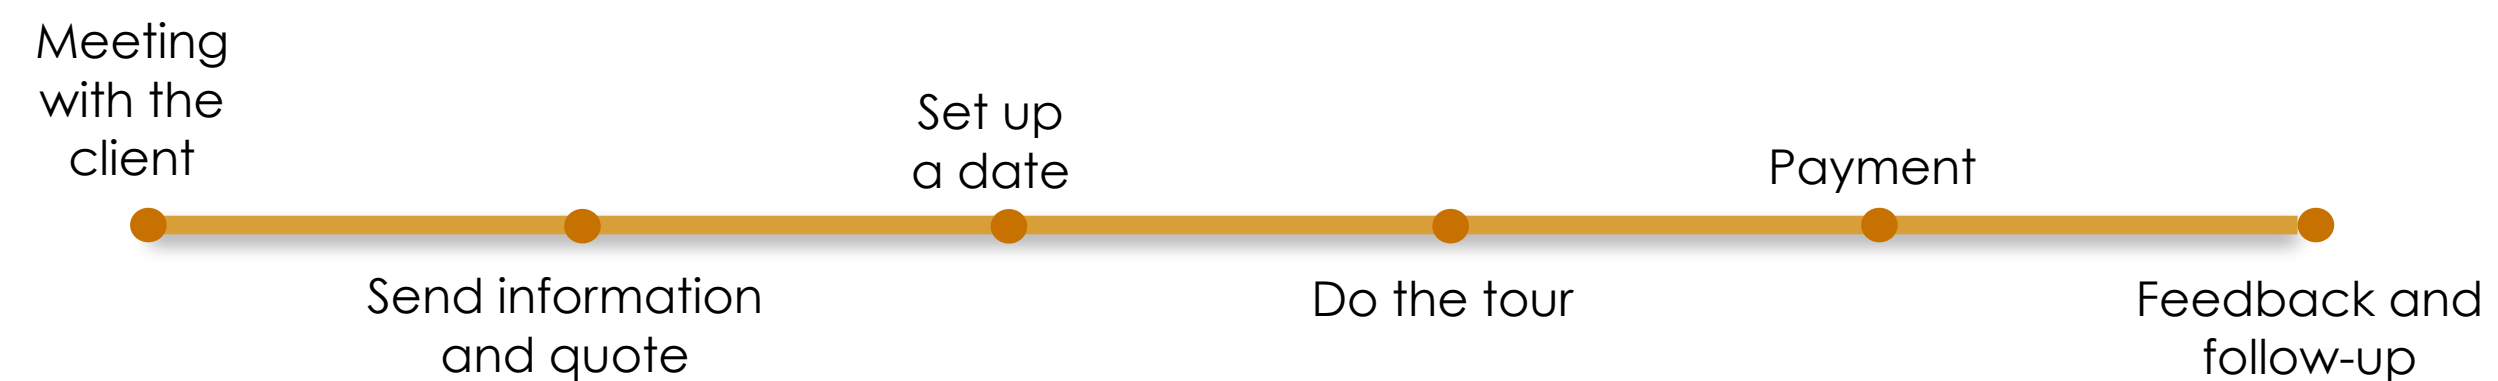 Meeting
with the
client
Send information
and quote
Set up
a date
Do the tour
Payment
Feedback and
follow-up